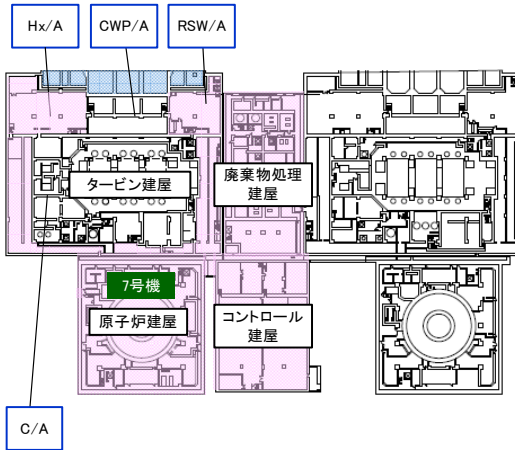 Hx/A
CWP/A
RSW/A
タービン建屋
廃棄物処理
建屋
7号機
原子炉建屋
コントロール
建屋
C/A